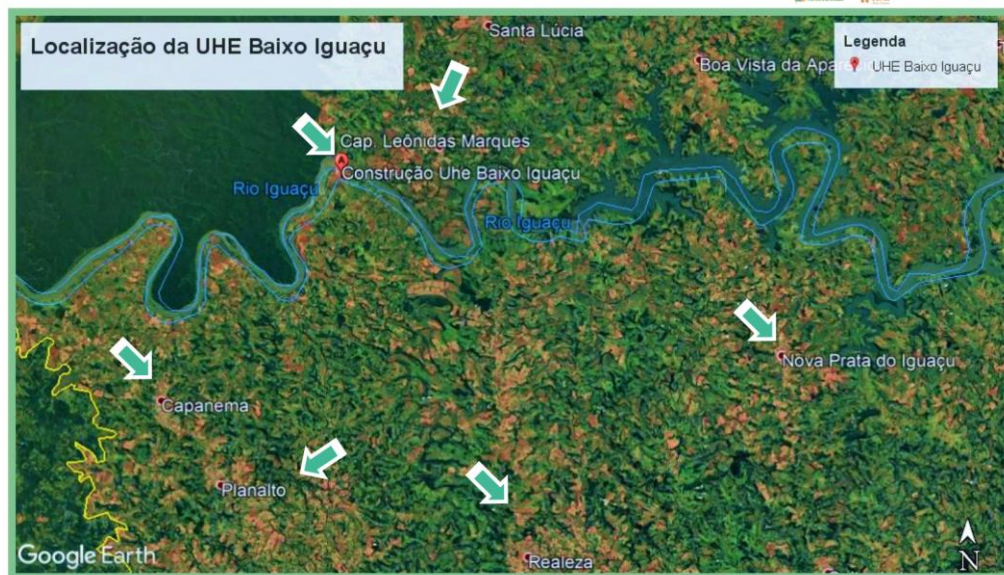 Localização da UHE Baixo Iguaçu
Santa Lúcia
Legenda
UHE Baixo Iguaçu
Boa Vista da
Cap. Leônidas Marques
A
Construção Uhe Baixo Iguaçu
Rio Iguaçu
Rio Iguaçu
Nova Prata do Iguaçu
Capanema
Planalto
Realeza
Google Earth
N